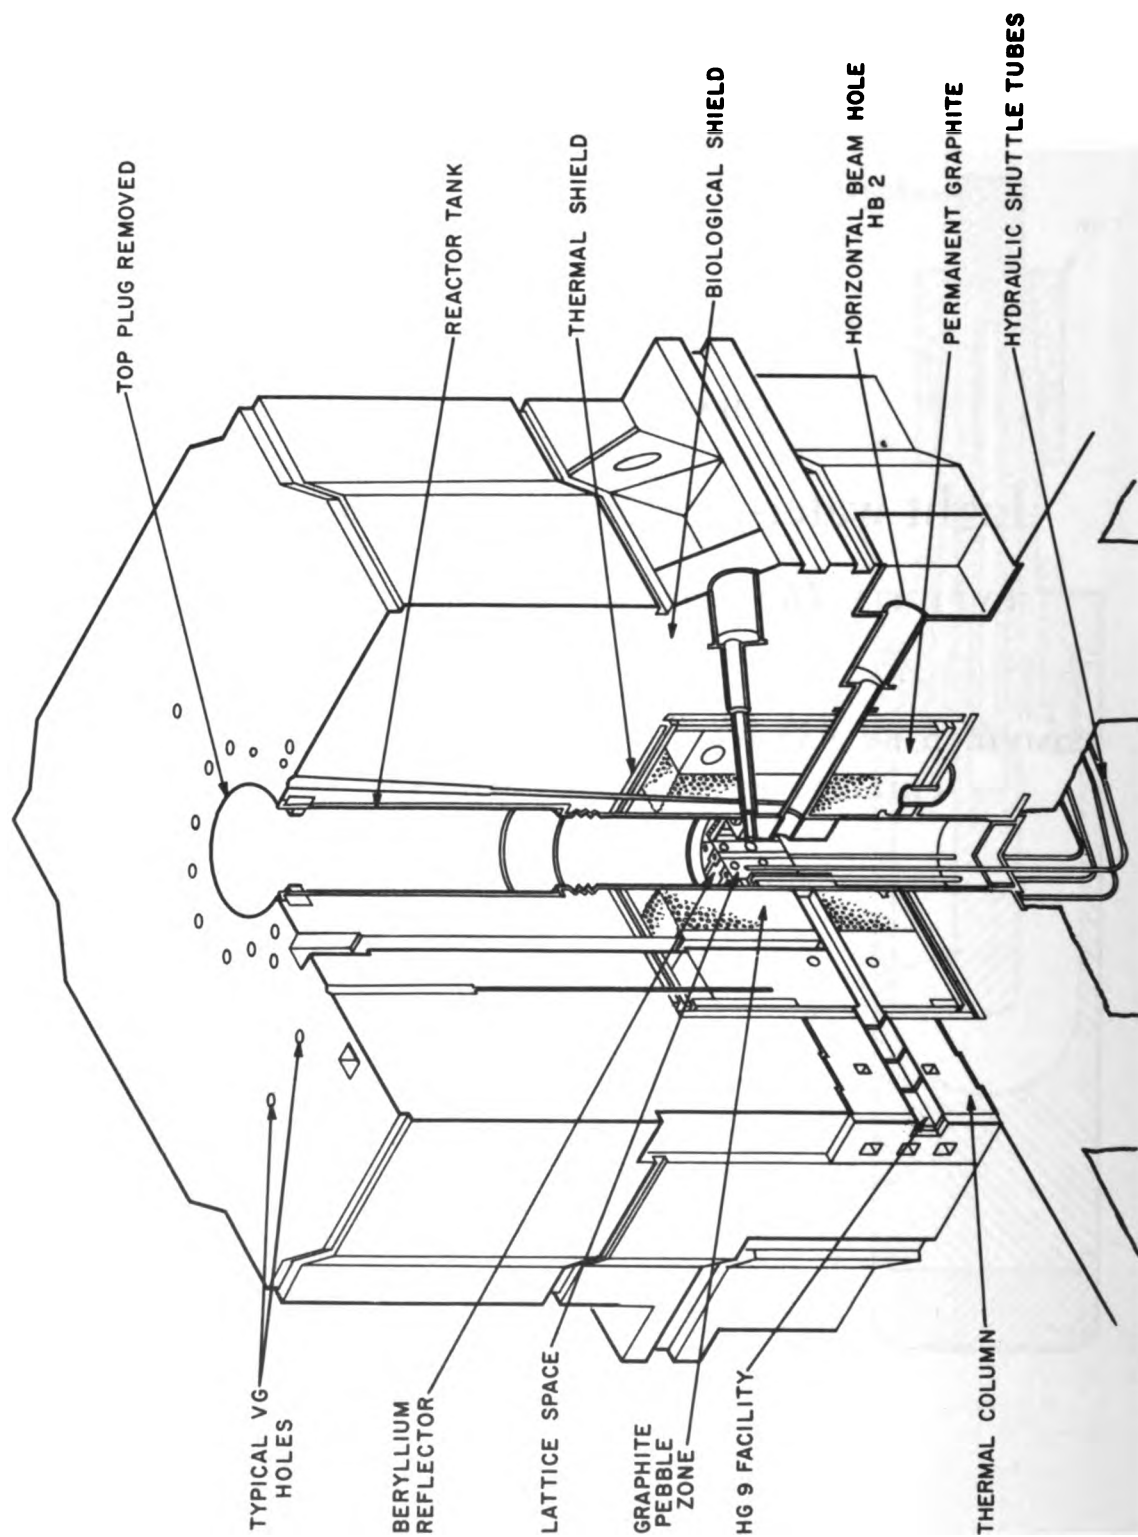 TOP PLUG REMOVED
REACTOR TANK
THERMAL SHIELD
BIOLOGICAL SHIELD
HORIZONTAL BEAM HOLE
HB 2
PERMANENT GRAPHITE
HYDRAULIC SHUTTLE TUBES
TYPICAL VG
HOLES
BERYLLIUM
REFLECTOR
LATTICE SPACE
GRAPHITE
PEBBLE
ZONE
HG 9 FACILITY
THERMAL COLUMN